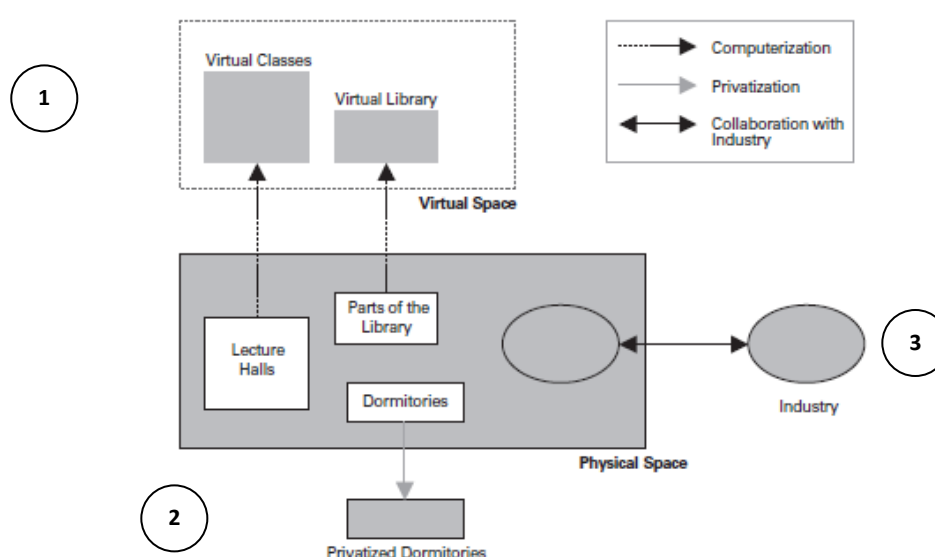 1
Virtual Classes
Virtual Library
Virtual Space
Computerization
Privatization
Collaboration with
Industry
Parts of the
Library
Lecture
Halls
Dormitories
Physical Space
Industry
3
2
Privatized Dormitories